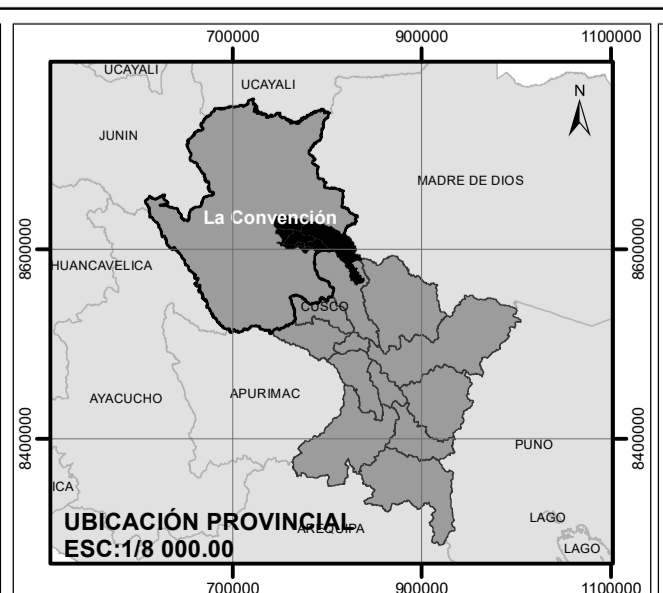 700000
900000
1100000
UCAYALI
UCAYALI
N
JUNIN
MADRE DE DIOS
La Convención
8600000
8600000
HUANCAVELICA
CUSCO
AYACUCHO
APURIMAC
8400000
8400000
PUNO
ICA
UBICACIÓN PROVINCIAL
AREQUIPA
LAGO
ESC:1/8 000.00
LAGO
700000
900000
1100000